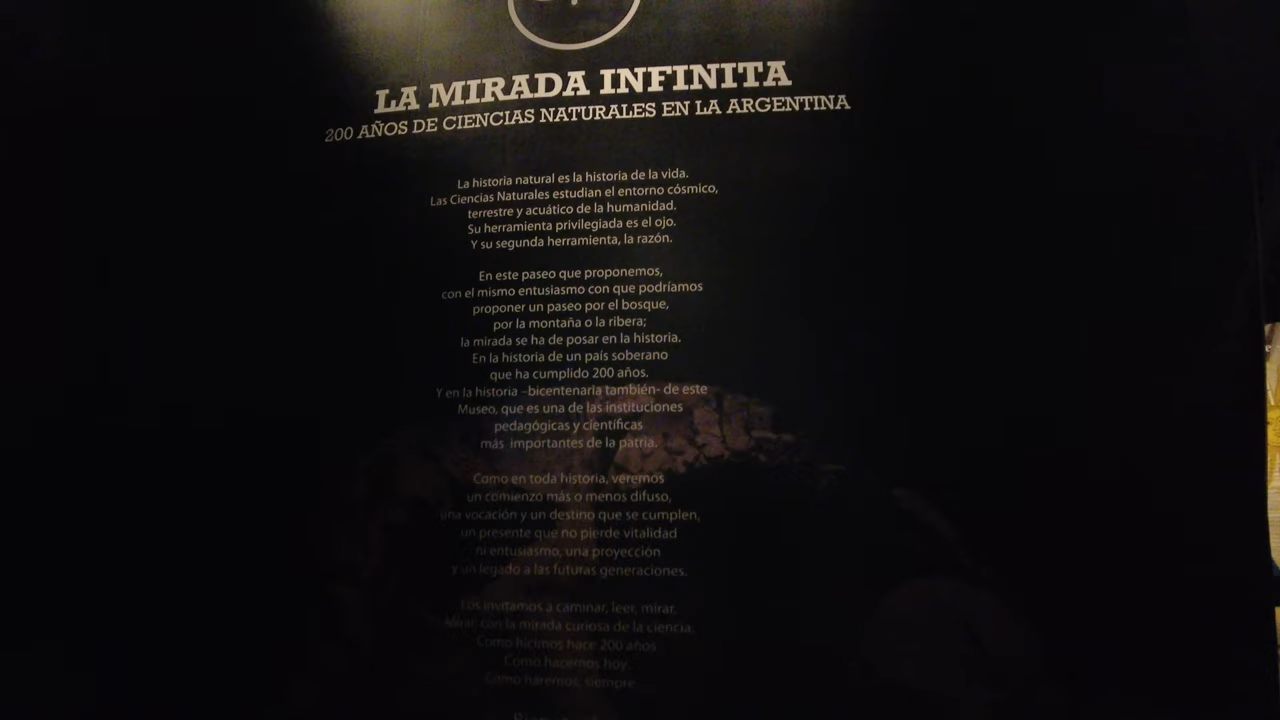 LA MIRADA INFINITA
200 AÑOS DE CIENCIAS NATURALES EN LA ARGENTINA
La historia natural es la historia de la vida.
Las Ciencias Naturales estudian el entorno cósmico,
terrestre y acuático de la humanidad.
Su herramienta privilegiada es el ojo.
Y su segunda herramienta, la razón.
En este paseo que proponemos,
con el mismo entusiasmo con que podríamos
proponer un paseo por el bosque,
por la montaña o la ribera;
la mirada se ha de posar en la historia.
En la historia de un país soberano
que ha cumplido 200 años.
Y en la historia –bicentenaria también- de este
Museo, que es una de las instituciones
pedagógicas y científicas
más importantes de la patria.
Como en toda historia, veremos
un comienzo más o menos difuso,
una vocación y un destino que se cumplen,
un presente que no pierde vitalidad
ni entusiasmo, una proyección
y un legado a las futuras generaciones.
Los invitamos a caminar, leer, mirar.
Mirar con la mirada curiosa de la ciencia.
Como hicimos hace 200 años
Como hacemos hoy.
Como haremos, siempre.